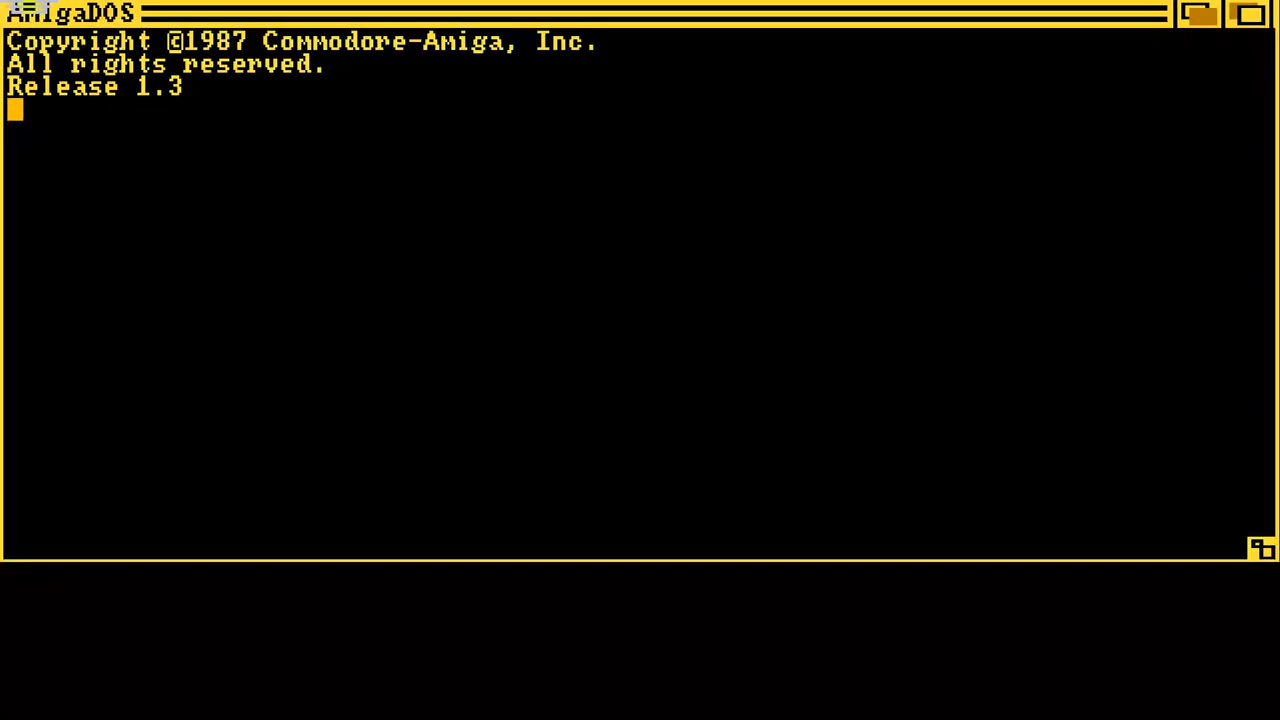 AmigaDOS
Copyright ©1987 Commodore-Amiga, Inc.
All rights reserved.
Release 1.3